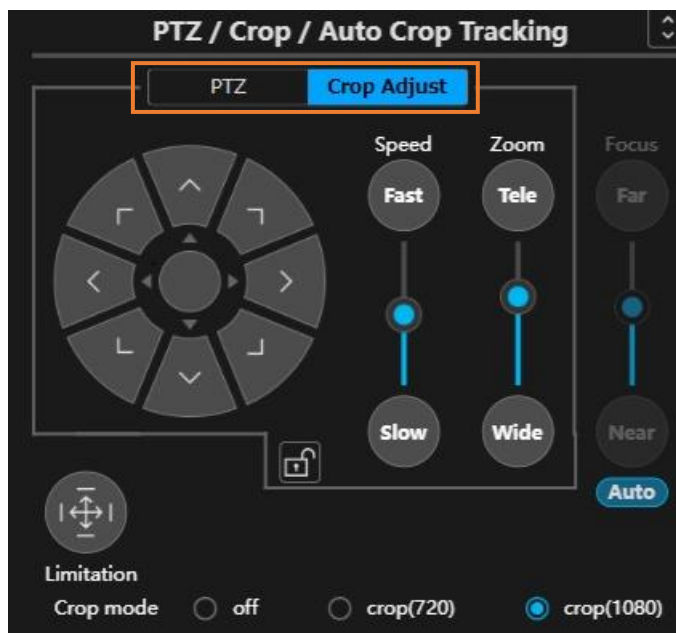 PTZ / Crop / Auto Crop Tracking
PTZ Crop Adjust
Speed Zoom Focus
Fast Tele Far
Slow Wide Near
Auto
Limitation
Crop mode off crop(720) crop(1080)